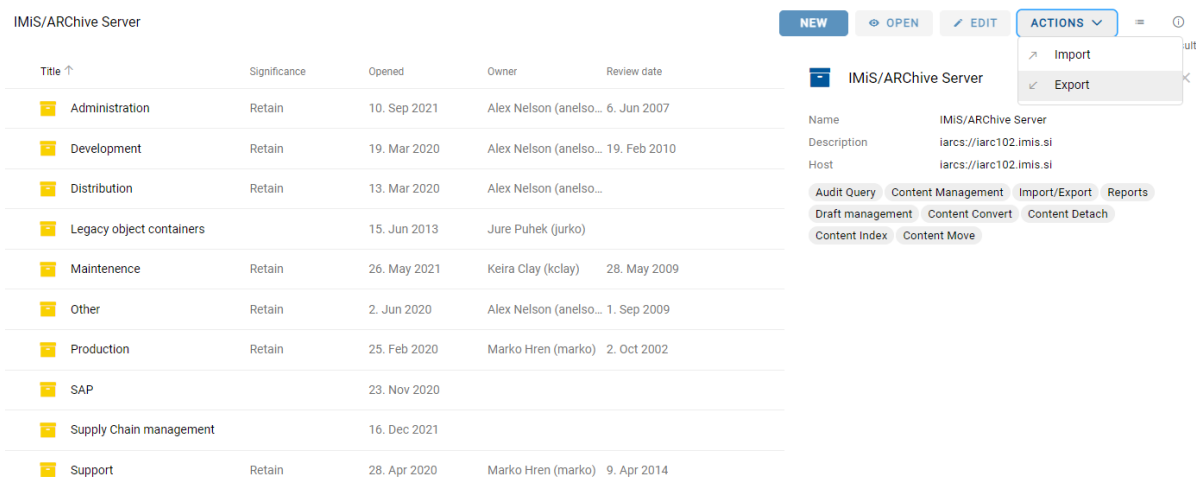 IMiS/ARChive Server
NEW OPEN EDIT ACTIONS
Import
Export
Title Significance Opened Owner Review date
Administration Retain 10. Sep 2021 Alex Nelson (anelso... 6. Jun 2007
Development Retain 19. Mar 2020 Alex Nelson (anelso... 19. Feb 2010
Distribution Retain 13. Mar 2020 Alex Nelson (anelso...
Legacy object containers 15. Jun 2013 Jure Puhek (jurko)
Maintenence Retain 26. May 2021 Keira Clay (kclay) 28. May 2009
Other Retain 2. Jun 2020 Alex Nelson (anelso... 1. Sep 2009
Production Retain 25. Feb 2020 Marko Hren (marko) 2. Oct 2002
SAP 23. Nov 2020
Supply Chain management 16. Dec 2021
Support Retain 28. Apr 2020 Marko Hren (marko) 9. Apr 2014
IMiS/ARChive Server
Name IMiS/ARChive Server
Description iarcs://iarc102.imis.si
Host iarcs://iarc102.imis.si
Audit Query Content Management Import/Export Reports
Draft management Content Convert Content Detach
Content Index Content Move